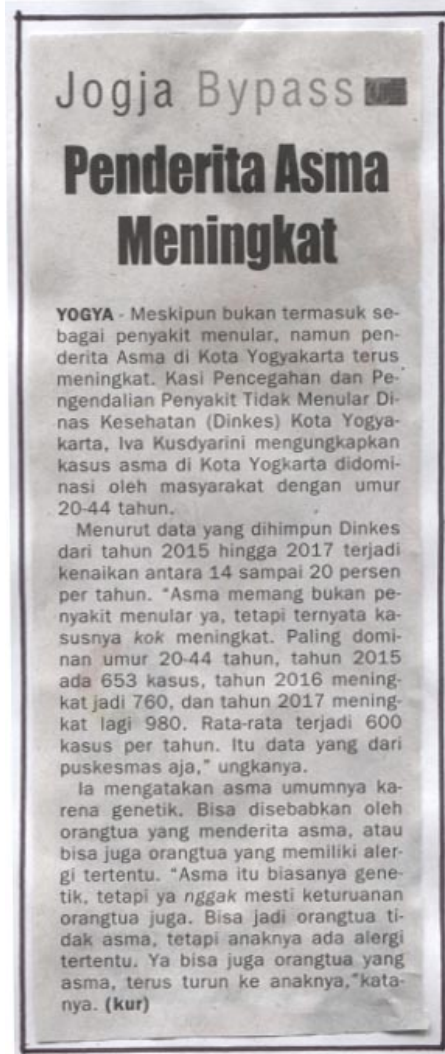 Jogja Bypass
Penderita Asma
Meningkat
YOGYA - Meskipun bukan termasuk se-
bagai penyakit menular, namun pen-
derita Asma di Kota Yogyakarta terus
meningkat. Kasi Pencegahan dan Pe-
ngendalian Penyakit Tidak Menular Di-
nas Kesehatan (Dinkes) Kota Yogya-
karta, Iva Kusdyarini mengungkapkan
kasus asma di Kota Yogkarta didomi-
nasi oleh masyarakat dengan umur
20-44 tahun.
Menurut data yang dihimpun Dinkes
dari tahun 2015 hingga 2017 terjadi
kenaikan antara 14 sampai 20 persen
per tahun. “Asma memang bukan pe-
nyakit menular ya, tetapi ternyata ka-
susnya kok meningkat. Paling domi-
nan umur 20-44 tahun, tahun 2015
ada 653 kasus, tahun 2016 mening-
kat jadi 760, dan tahun 2017 mening-
kat lagi 980. Rata-rata terjadi 600
kasus per tahun. Itu data yang dari
puskesmas aja,” ungkanya.
Ia mengatakan asma umumnya ka-
rena genetik. Bisa disebabkan oleh
orangtua yang menderita asma, atau
bisa juga orangtua yang memiliki aler-
gi tertentu. “Asma itu biasanya gene-
tik, tetapi ya nggak mesti keturuanan
orangtua juga. Bisa jadi orangtua ti-
dak asma, tetapi anaknya ada alergi
tertentu. Ya bisa juga orangtua yang
asma, terus turun ke anaknya,”kata-
nya. (kur)